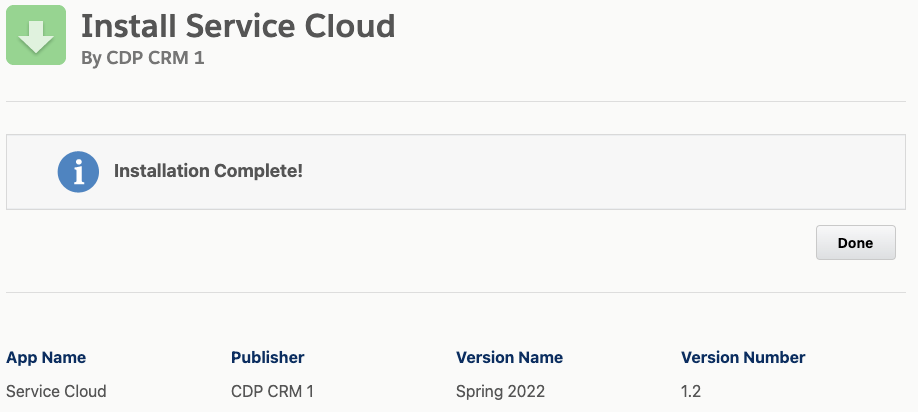 Install Service Cloud
By CDP CRM 1
Installation Complete!
Done
App Name Publisher Version Name Version Number
Service Cloud CDP CRM 1 Spring 2022 1.2